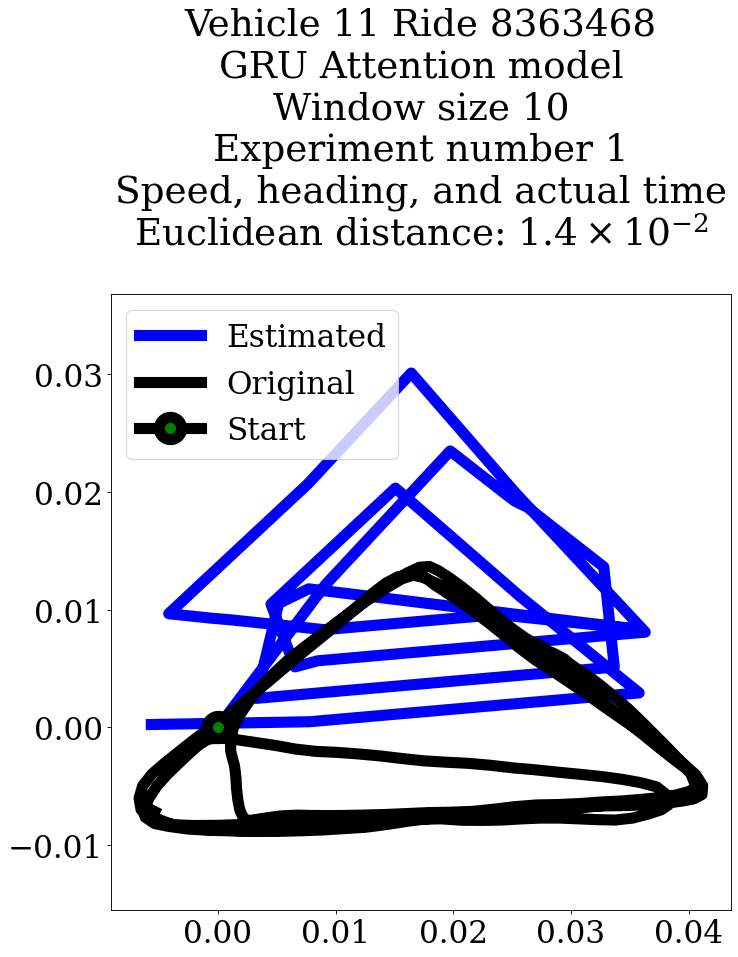 Vehicle 11 Ride 8363468
GRU Attention model
Window size 10
Experiment number 1
Speed, heading, and actual time
Euclidean distance: 1.4 × 10⁻²
Estimated
Original
Start
0.03
0.02
0.01
0.00
−0.01
0.00 0.01 0.02 0.03 0.04